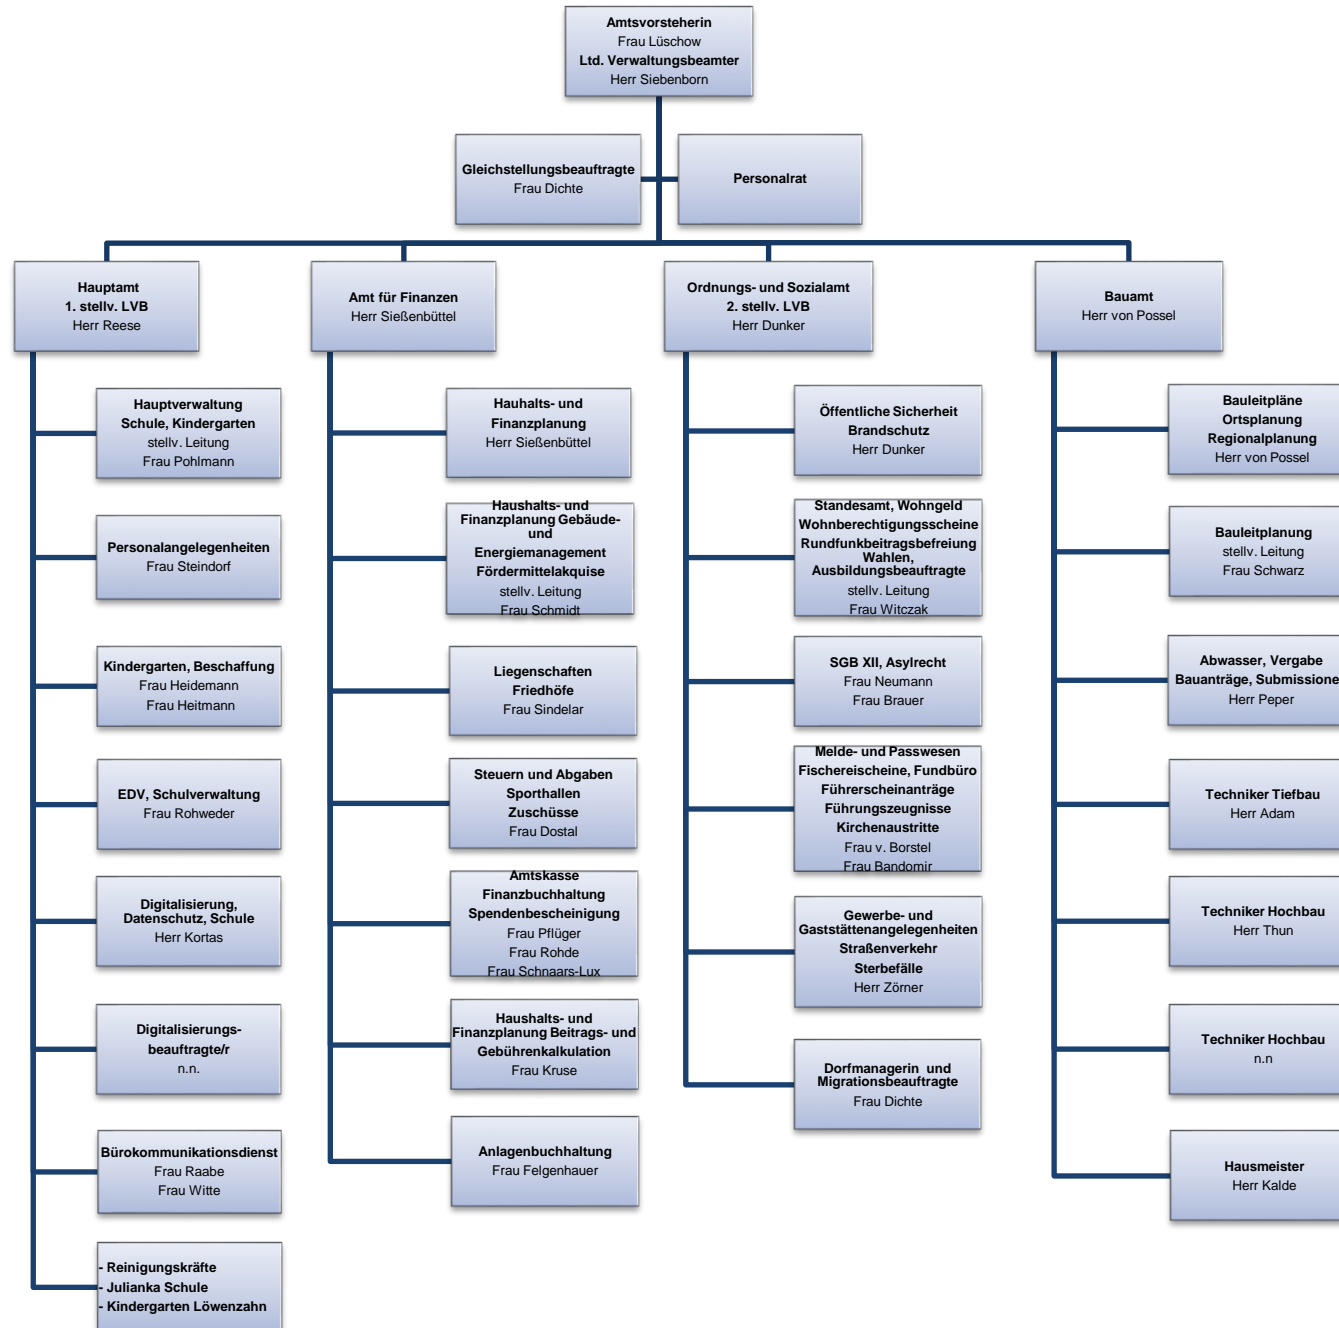 Amtsvorsteherin
Frau Lüschow
Ltd. Verwaltungsbeamter
Herr Siebenborn
Gleichstellungsbeauftragte
Frau Dichte
Personalrat
Hauptamt
1. stellv. LVB
Herr Reese
Hauptverwaltung
Schule, Kindergarten
stellv. Leitung
Frau Pohlmann
Personalangelegenheiten
Frau Steindorf
Kindergarten, Beschaffung
Frau Heidemann
Frau Heitmann
EDV, Schulverwaltung
Frau Rohweder
Digitalisierung,
Datenschutz, Schule
Herr Kortas
Digitalisierungs-
beauftragte/r
n.n.
Bürokommunikationsdienst
Frau Raabe
Frau Witte
- Reinigungskräfte
- Julianka Schule
- Kindergarten Löwenzahn
Amt für Finanzen
Herr Sießenbüttel
Hauhalts- und
Finanzplanung
Herr Sießenbüttel
Haushalts- und
Finanzplanung Gebäude-
und
Energiemanagement
Fördermittelakquise
stellv. Leitung
Frau Schmidt
Liegenschaften
Friedhöfe
Frau Sindelar
Steuern und Abgaben
Sporthallen
Zuschüsse
Frau Dostal
Amtskasse
Finanzbuchhaltung
Spendenbescheinigung
Frau Pflüger
Frau Rohde
Frau Schnaars-Lux
Haushalts- und
Finanzplanung Beitrags- und
Gebührenkalkulation
Frau Kruse
Anlagenbuchhaltung
Frau Felgenhauer
Ordnungs- und Sozialamt
2. stellv. LVB
Herr Dunker
Öffentliche Sicherheit
Brandschutz
Herr Dunker
Standesamt, Wohngeld
Wohnberechtigungsscheine
Rundfunkbeitragsbefreiung
Wahlen,
Ausbildungsbeauftragte
stellv. Leitung
Frau Witczak
SGB XII, Asylrecht
Frau Neumann
Frau Brauer
Melde- und Passwesen
Fischereischeine, Fundbüro
Führerscheinanträge
Führungszeugnisse
Kirchenaustritte
Frau v. Borstel
Frau Bandomir
Gewerbe- und
Gaststättenangelegenheiten
Straßenverkehr
Sterbefälle
Herr Zörner
Dorfmanagerin und
Migrationsbeauftragte
Frau Dichte
Bauamt
Herr von Possel
Bauleitpläne
Ortsplanung
Regionalplanung
Herr von Possel
Bauleitplanung
stellv. Leitung
Frau Schwarz
Abwasser, Vergabe
Bauanträge, Submissione
Herr Peper
Techniker Tiefbau
Herr Adam
Techniker Hochbau
Herr Thun
Techniker Hochbau
n.n
Hausmeister
Herr Kalde